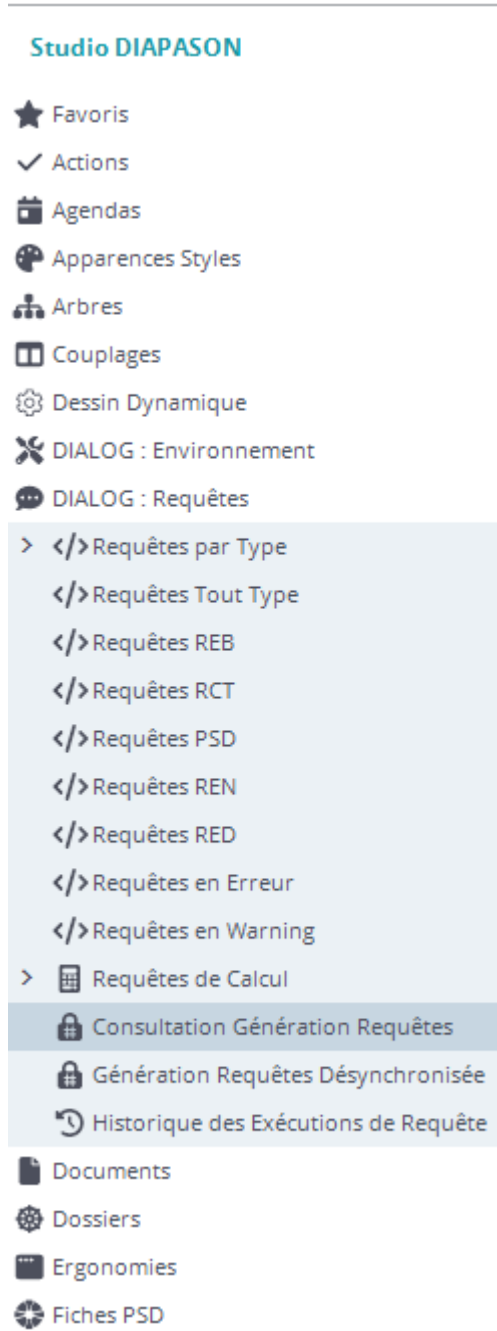 Studio DIAPASON
Favoris
Actions
Agendas
Apparences Styles
Arbres
Couplages
Dessin Dynamique
DIALOG : Environnement
DIALOG : Requêtes
Requêtes par Type
Requêtes Tout Type
Requêtes REB
Requêtes RCT
Requêtes PSD
Requêtes REN
Requêtes RED
Requêtes en Erreur
Requêtes en Warning
Requêtes de Calcul
Consultation Génération Requêtes
Génération Requêtes Désynchronisée
Historique des Exécutions de Requête
Documents
Dossiers
Ergonomies
Fiches PSD